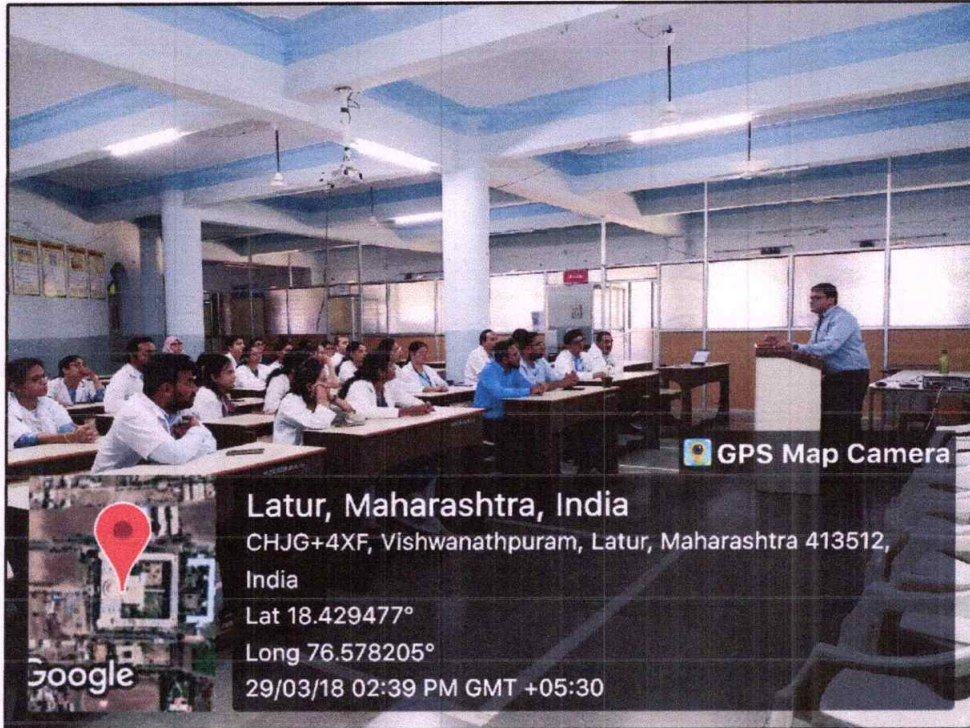 GPS Map Camera
Latur, Maharashtra, India
CHJG+4XF, Vishwanathpuram, Latur, Maharashtra 413512,
India
Lat 18.429477°
Long 76.578205°
29/03/18 02:39 PM GMT +05:30
Google